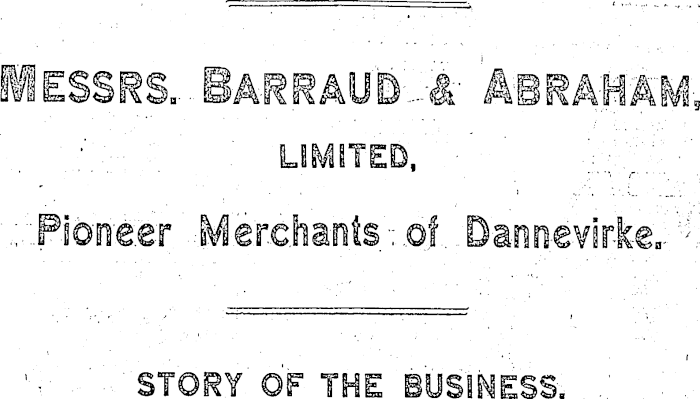 MESSRS. BARRAUD & ABRAHAM,
LIMITED,
Pioneer Merchants of Dannevirke.
STORY OF THE BUSINESS.